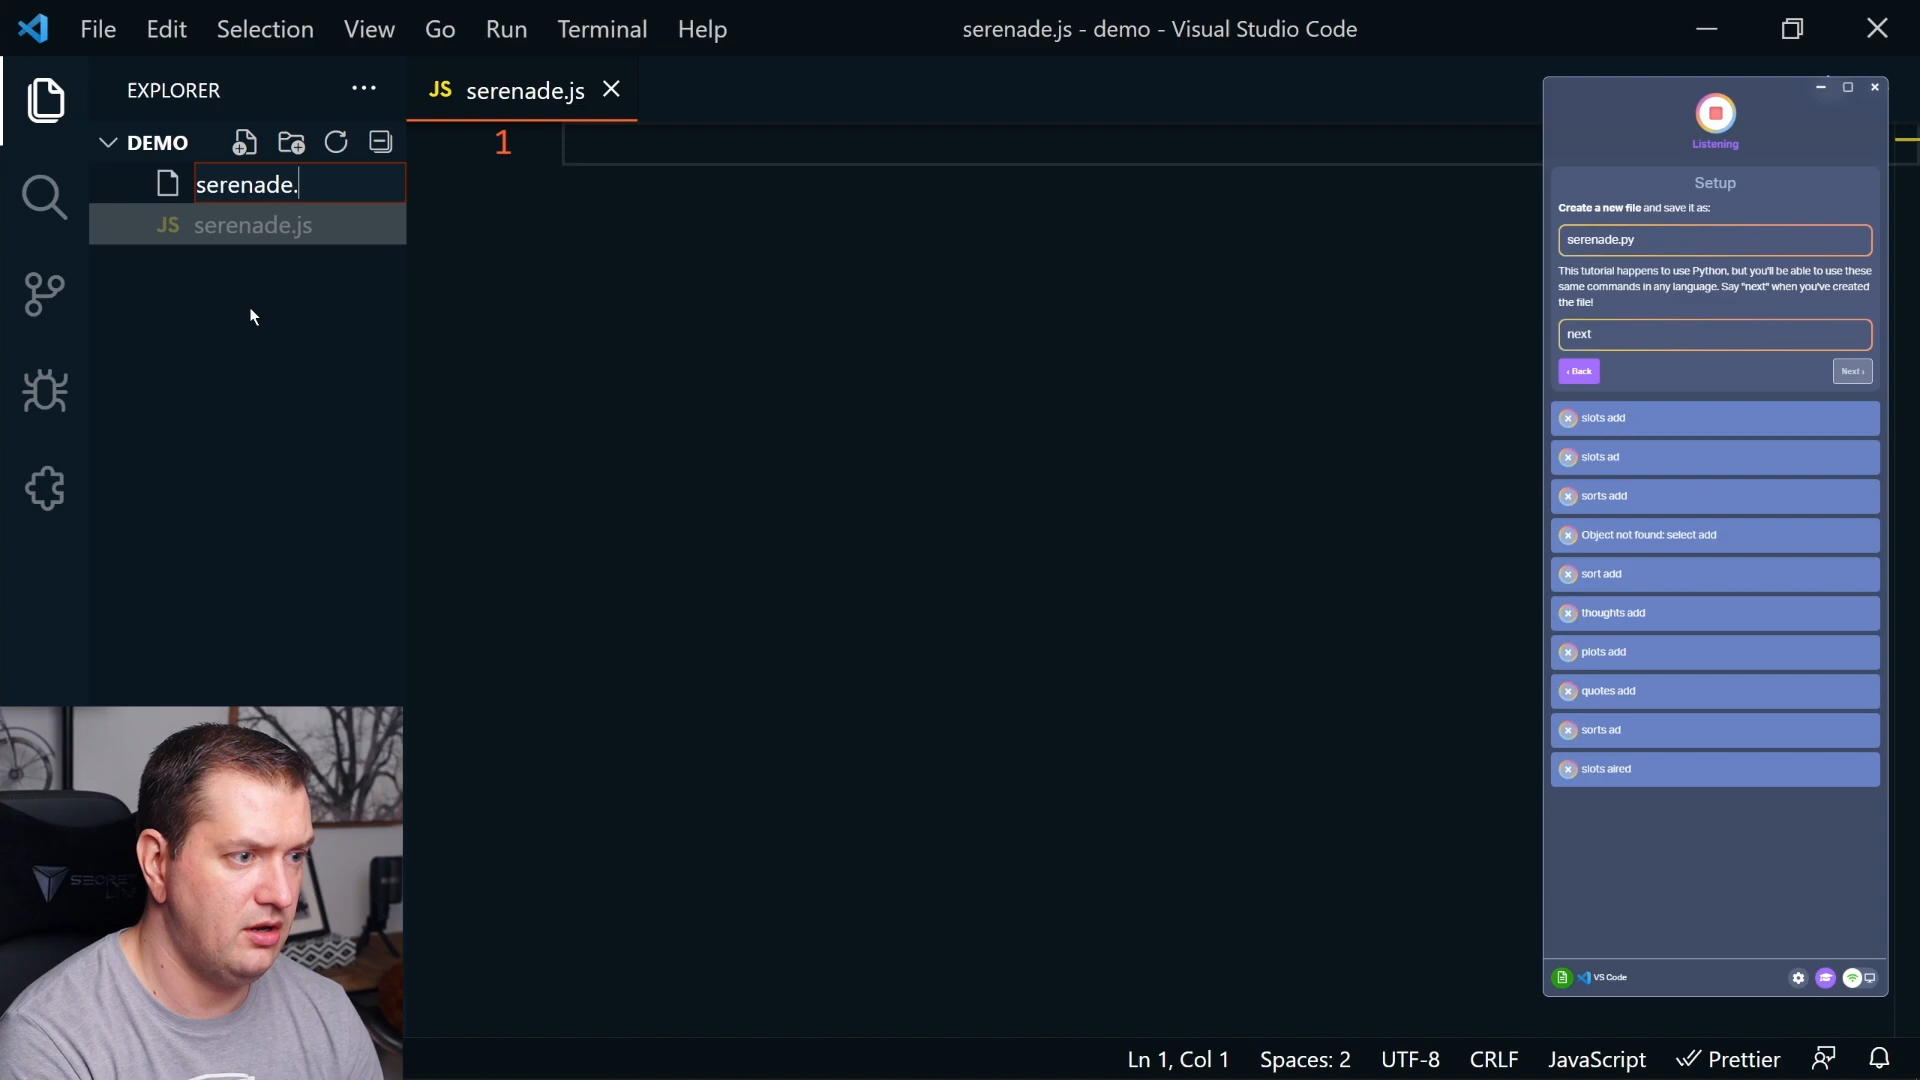 File Edit Selection View Go Run Terminal Help
serenade.js - demo - Visual Studio Code
EXPLORER
DEMO
serenade.
JS serenade.js
JS serenade.js
1
Listening
Setup
Create a new file and save it as:
serenade.py
This tutorial happens to use Python, but you'll be able to use these
same commands in any language. Say "next" when you've created
the file!
next
‹ Back
Next ›
slots add
slots ad
sorts add
Object not found: select add
sort add
thoughts add
plots add
quotes add
sorts ad
slots aired
VS Code
Ln 1, Col 1 Spaces: 2 UTF-8 CRLF JavaScript Prettier